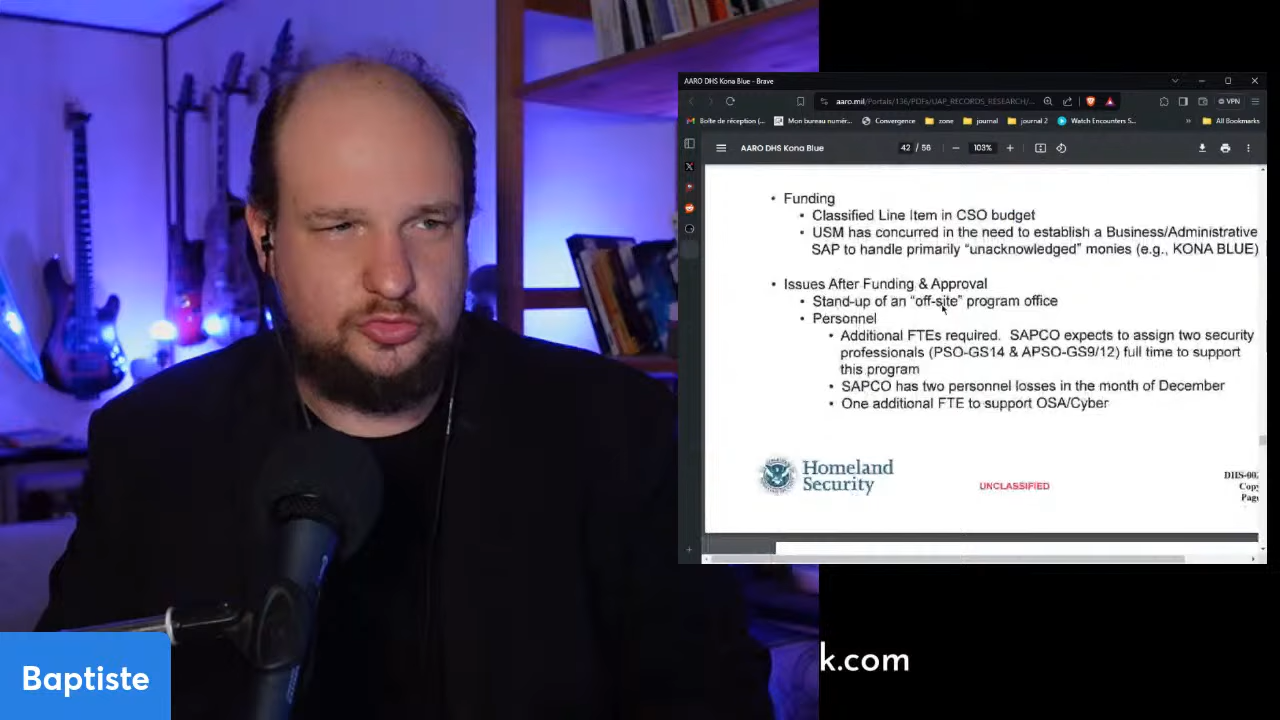 AARO DHS Kona Blue - Brave
aaro.mil/Portals/136/PDFs/UAP_RECORDS_RESEARCH/...
VPN
Boîte de réception (...
Mon bureau numér...
Convergence
zone
journal
journal 2
Watch Encounters S...
All Bookmarks
AARO DHS Kona Blue
42 / 56
103%
• Funding
• Classified Line Item in CSO budget
• USM has concurred in the need to establish a Business/Administrative
SAP to handle primarily “unacknowledged” monies (e.g., KONA BLUE)
• Issues After Funding & Approval
• Stand-up of an “off-site” program office
• Personnel
• Additional FTEs required. SAPCO expects to assign two security
professionals (PSO-GS14 & APSO-GS9/12) full time to support
this program
• SAPCO has two personnel losses in the month of December
• One additional FTE to support OSA/Cyber
Homeland
Security
UNCLASSIFIED
DHS-00
Copy
Pag
Baptiste
k.com